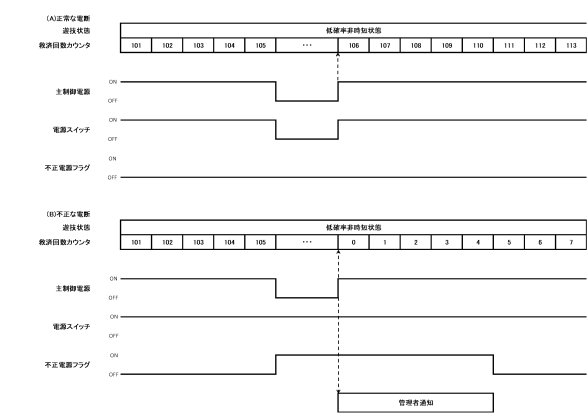 (A)正常な電断
遊技状態 低確率非時短状態
救済回数カウンタ 101 102 103 104 105 ・・・ 106 107 108 109 110 111 112 113
ON
主制御電源
OFF
ON
電源スイッチ
OFF
ON
不正電源フラグ
OFF
(B)不正な電断
遊技状態 低確率非時短状態
救済回数カウンタ 101 102 103 104 105 ・・・ 0 1 2 3 4 5 6 7
ON
主制御電源
OFF
ON
電源スイッチ
OFF
ON
不正電源フラグ
OFF
管理者通知